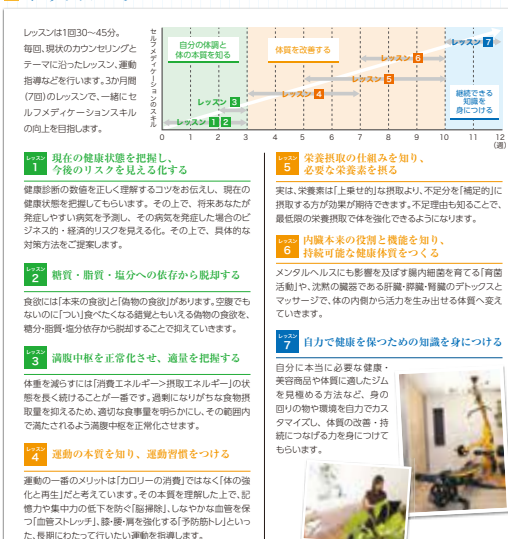 レッスンは1回30〜45分。
毎回、現状のカウンセリングと
テーマに沿ったレッスン、運動
指導などを行います。3か月間
(7回)のレッスンで、一緒にセ
ルフメディケーションスキル
の向上を目指します。
セルフメディケーションのスキル
自分の体調と
体の本質を知る
体質を改善する
継続できる
知識を
身につける
レッスン 7
レッスン 6
レッスン 5
レッスン 4
レッスン 3
レッスン 1 2
0 1 2 3 4 5 6 7 8 9 10 11 12
(週)
レッスン
1
現在の健康状態を把握し、
今後のリスクを見える化する
健康診断の数値を正しく理解するコツをお伝えし、現在の
健康状態を把握してもらいます。その上で、将来あなたが
発症しやすい病気を予測し、その病気を発症した場合のビ
ジネス的・経済的リスクを見える化。その上で、具体的な
対策方法をご提案します。
レッスン
2
糖質・脂質・塩分への依存から脱却する
食欲には「本来の食欲」と「偽物の食欲」があります。空腹でも
ないのに「つい」食べたくなる錯覚ともいえる偽物の食欲を、
糖分・脂質・塩分依存から脱却することで抑えていきます。
レッスン
3
満腹中枢を正常化させ、適量を把握する
体重を減らすには「消費エネルギー>摂取エネルギー」の状
態を長く続けることが一番です。過剰になりがちな食物摂
取量を抑えるため、適切な食事量を明らかにし、その範囲内
で満たされるよう満腹中枢を正常化させます。
レッスン
4
運動の本質を知り、運動習慣をつける
運動の一番のメリットは「カロリーの消費」ではなく「体の強
化と再生」だと考えています。その本質を理解した上で、記
憶力や集中力の低下を防ぐ「脳掃除」、しなやかな血管を保
つ「血管ストレッチ」、膝・腰・肩を強化する「予防筋トレ」といっ
た、長期にわたって行いたい運動を指導します。
レッスン
5
栄養摂取の仕組みを知り、
必要な栄養素を摂る
実は、栄養素は「上乗せ的」な摂取より、不足分を「補足的」に
摂取する方が効果が期待できます。不足理由も知ることで、
最低限の栄養摂取で体を強化できるようになります。
レッスン
6
内臓本来の役割と機能を知り、
持続可能な健康体質をつくる
メンタルヘルスにも影響を及ぼす腸内細菌を育てる「育菌
活動」や、沈黙の臓器である肝臓・膵臓・腎臓のデトックスと
マッサージで、体の内側から活力を生み出せる体質へ変え
ていきます。
レッスン
7
自力で健康を保つための知識を身につける
自分に本当に必要な健康・
美容商品や体質に適したジム
を見極める方法など、身の
回りの物や環境を自力でカス
タマイズし、体質の改善・持
続につなげる力を身につけて
もらいます。